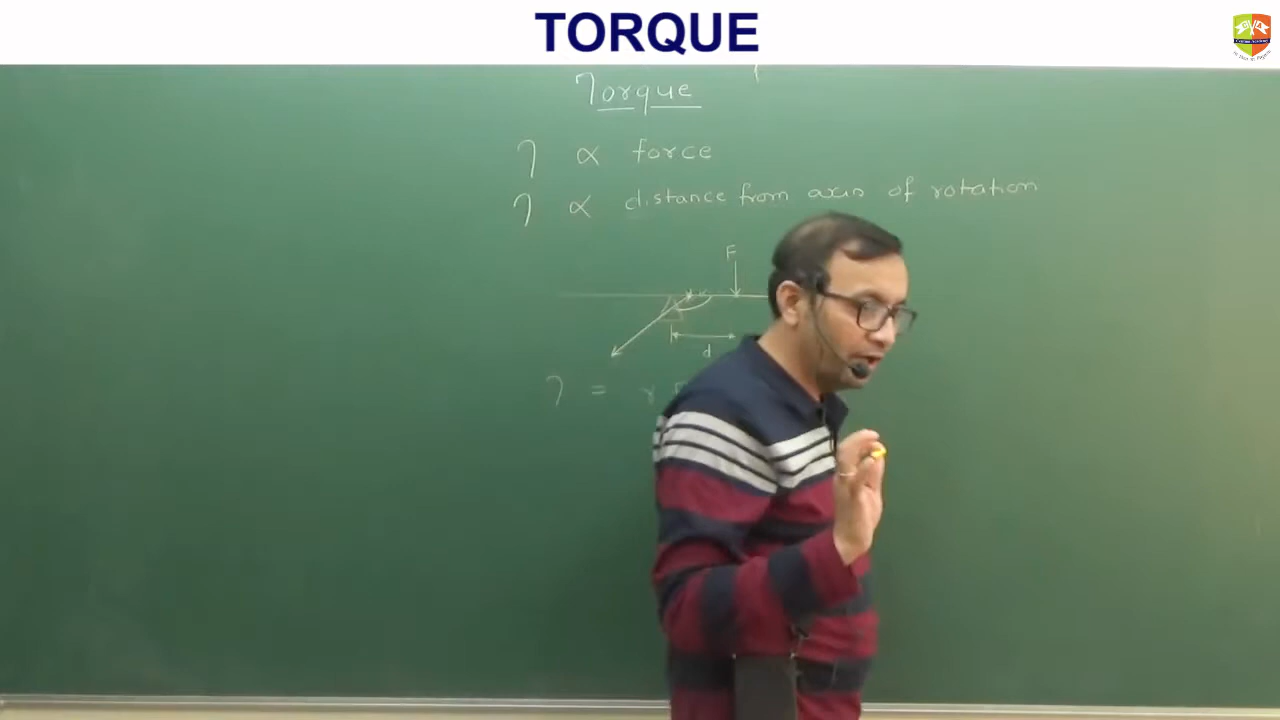 TORQUE
Torque
τ ∝ force
τ ∝ distance from axis of rotation
F
d
τ = r F